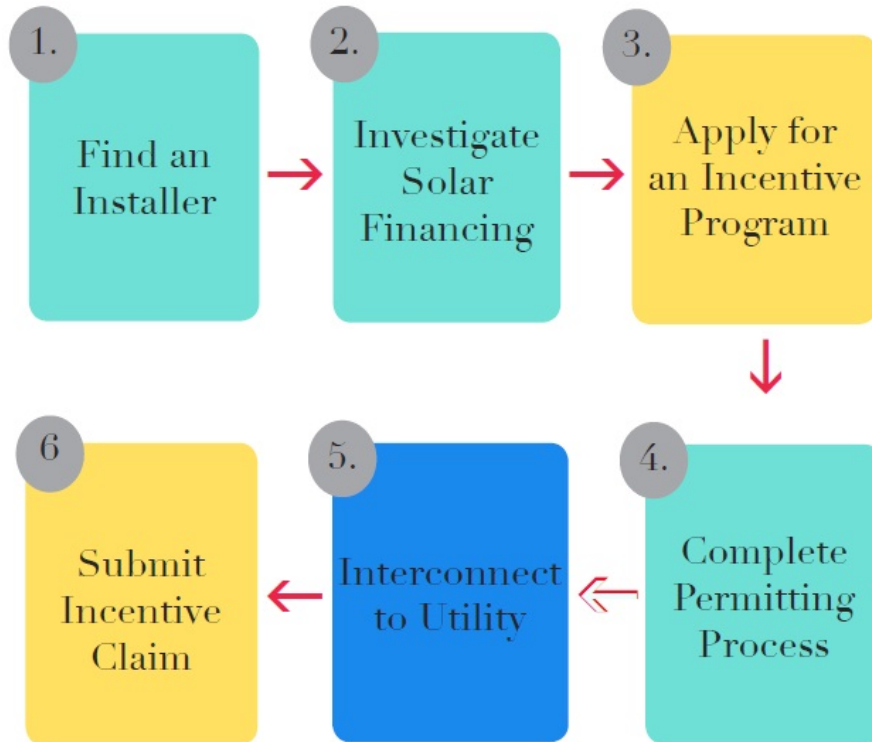 1.
Find an
Installer
2.
Investigate
Solar
Financing
3.
Apply for
an Incentive
Program
4.
Complete
Permitting
Process
5.
Interconnect
to Utility
6
Submit
Incentive
Claim